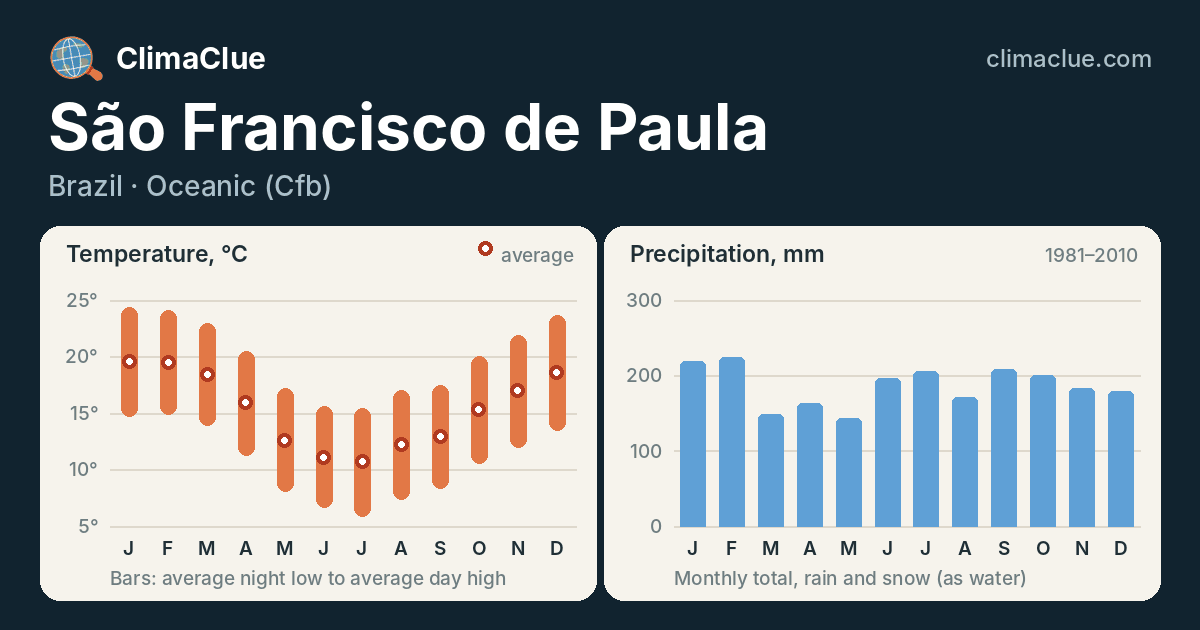 ClimaClue
climaclue.com
São Francisco de Paula
Brazil · Oceanic (Cfb)
Temperature, °C
average
25°
20°
15°
10°
5°
J F M A M J J A S O N D
Bars: average night low to average day high
Precipitation, mm
1981–2010
300
200
100
0
J F M A M J J A S O N D
Monthly total, rain and snow (as water)